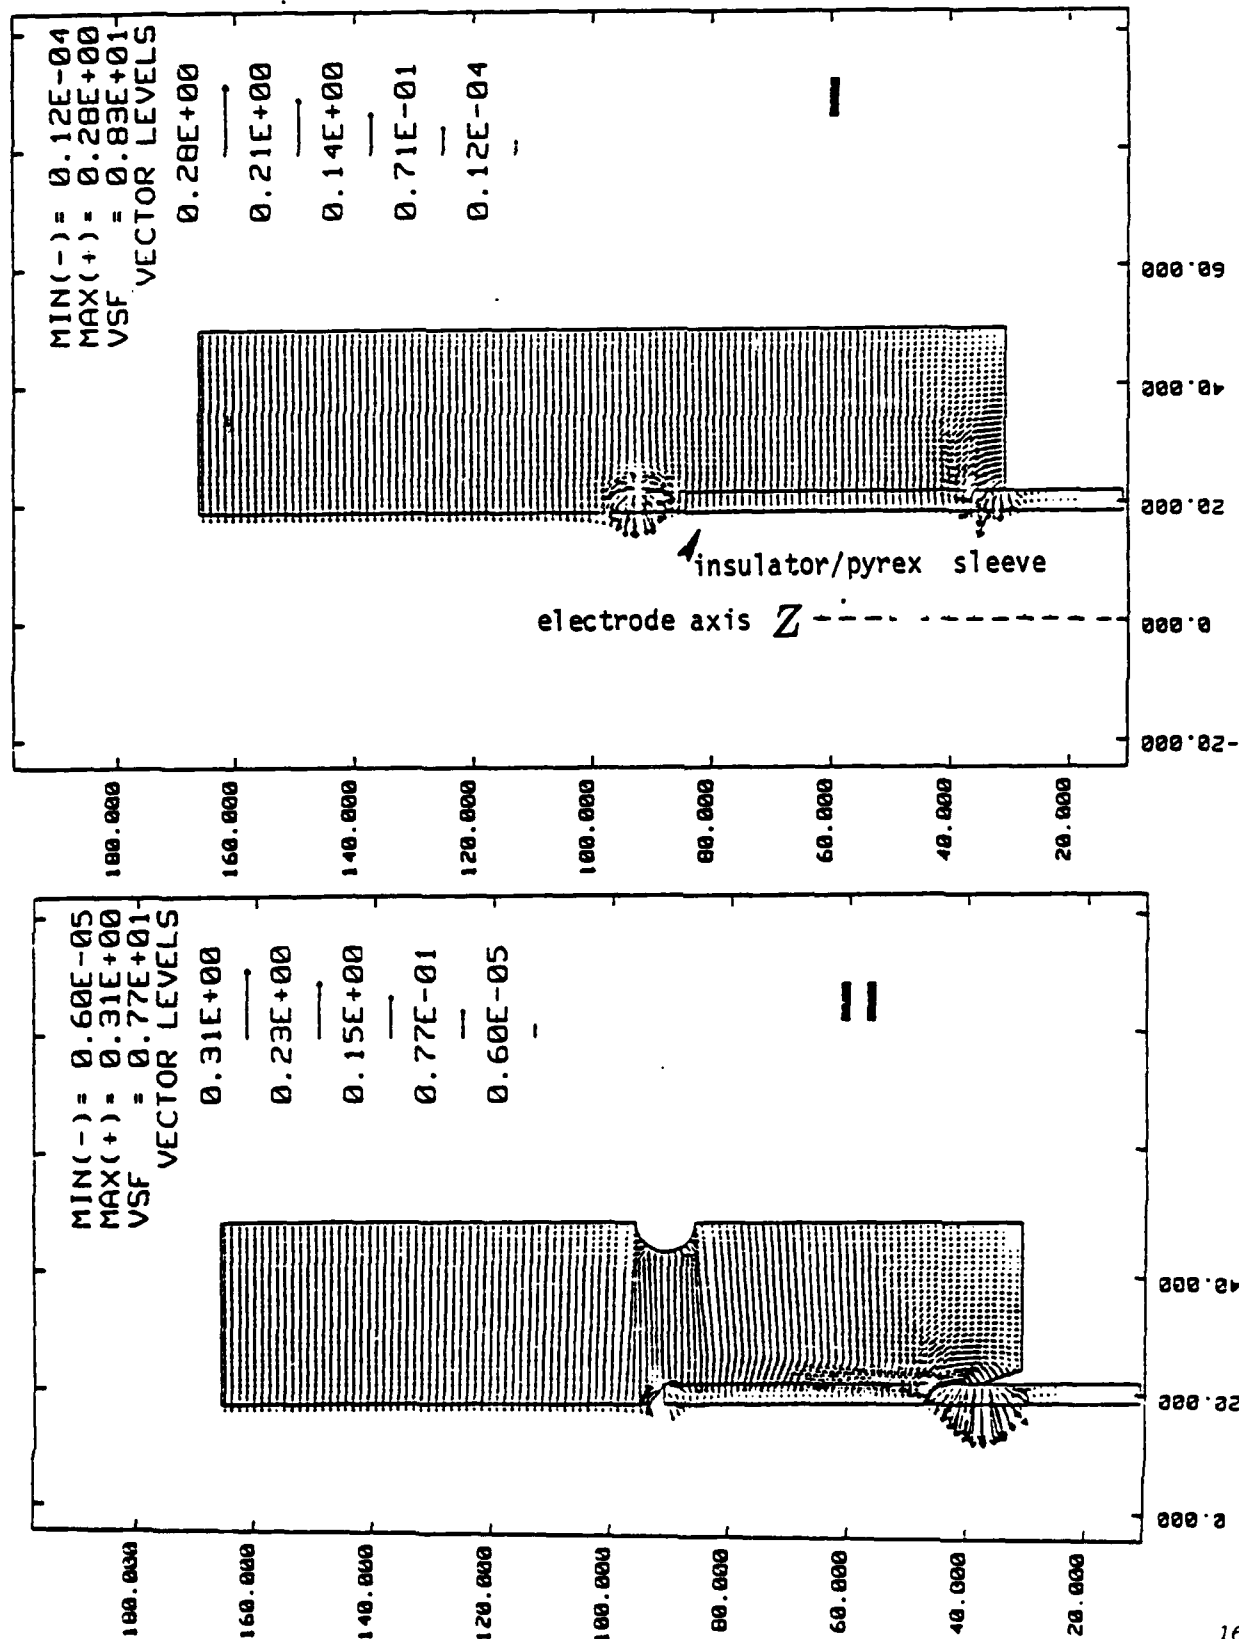 MIN(-)= 0.12E-04
MAX(+)= 0.28E+00
VSF = 0.83E+01
VECTOR LEVELS
0.28E+00
0.21E+00
0.14E+00
0.71E-01
0.12E-04
insulator/pyrex sleeve
electrode axis Z
60.000
40.000
20.000
0.000
-20.000
180.000
160.000
140.000
120.000
100.000
80.000
60.000
40.000
20.000
MIN(-)= 0.60E-05
MAX(+)= 0.31E+00
VSF = 0.77E+01
VECTOR LEVELS
0.31E+00
0.23E+00
0.15E+00
0.77E-01
0.60E-05
40.000
20.000
0.000
180.000
160.000
140.000
120.000
100.000
80.000
60.000
40.000
20.000
16